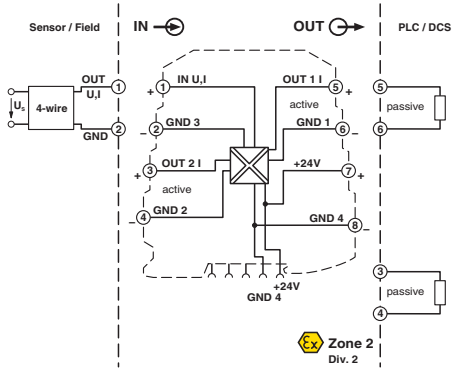 Sensor / Field
IN
OUT
PLC / DCS
OUT
U,I
1
+
1
IN U,I
OUT 1 I
5
+
5
active
passive
Us
4-wire
GND
2
–
2
GND 3
GND 1
6
–
6
+
3
OUT 2 I
+24V
7
+
active
–
4
GND 2
GND 4
8
–
+24V
GND 4
3
passive
4
Ex
Zone 2
Div. 2